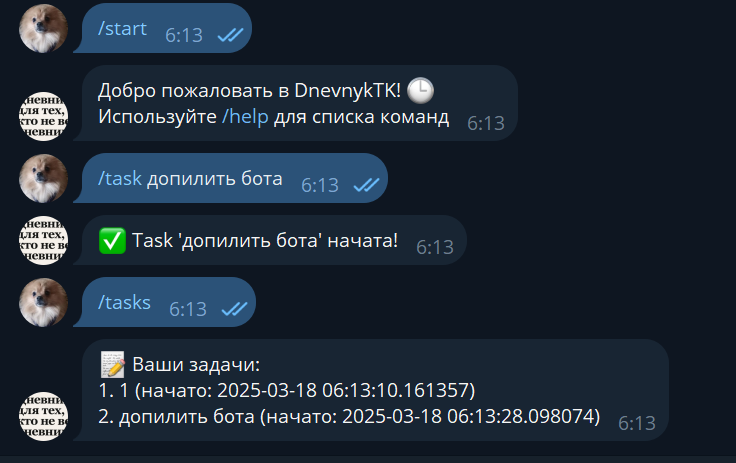 /start 6:13
Добро пожаловать в DnevnykTK!
Используйте /help для списка команд 6:13
/task допилить бота 6:13
Task 'допилить бота' начата! 6:13
/tasks 6:13
Ваши задачи:
1. 1 (начато: 2025-03-18 06:13:10.161357)
2. допилить бота (начато: 2025-03-18 06:13:28.098074) 6:13